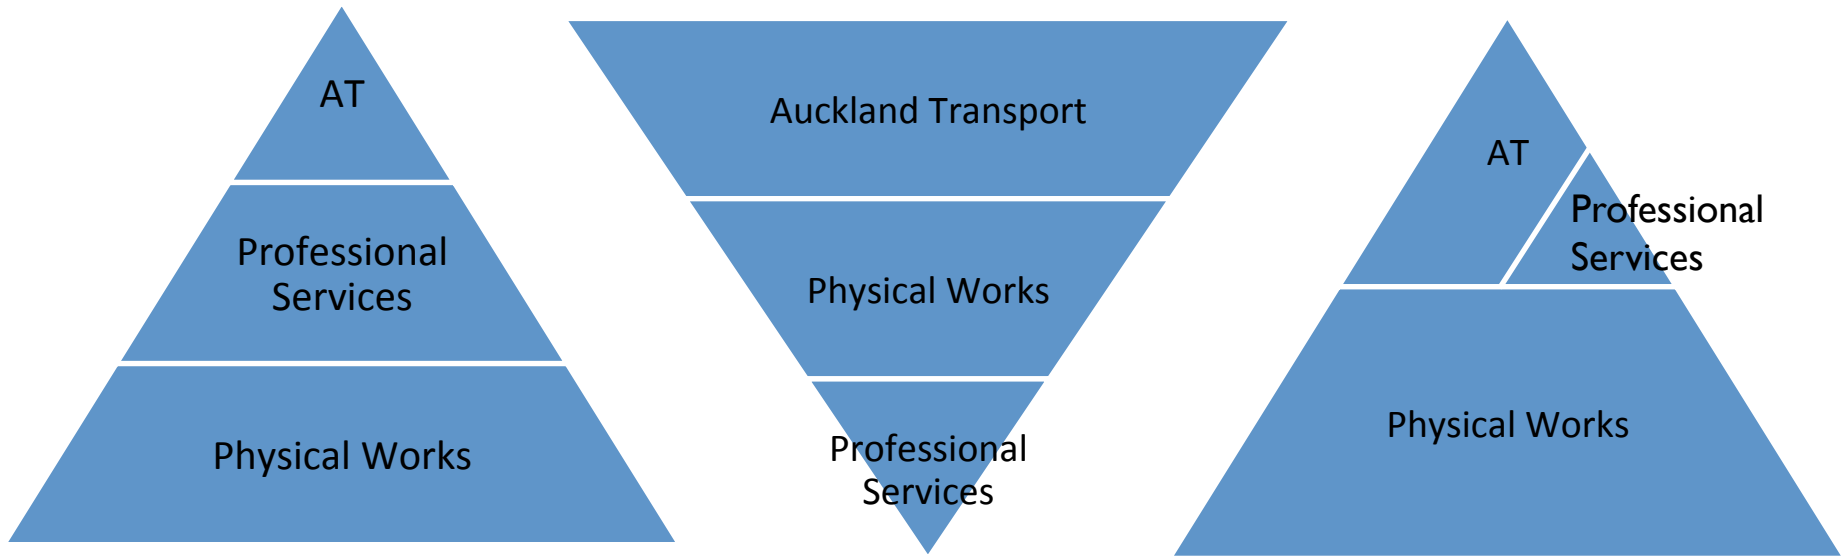 AT
Professional
Services
Physical Works
Auckland Transport
Physical Works
Professional
Services
AT
Professional
Services
Physical Works